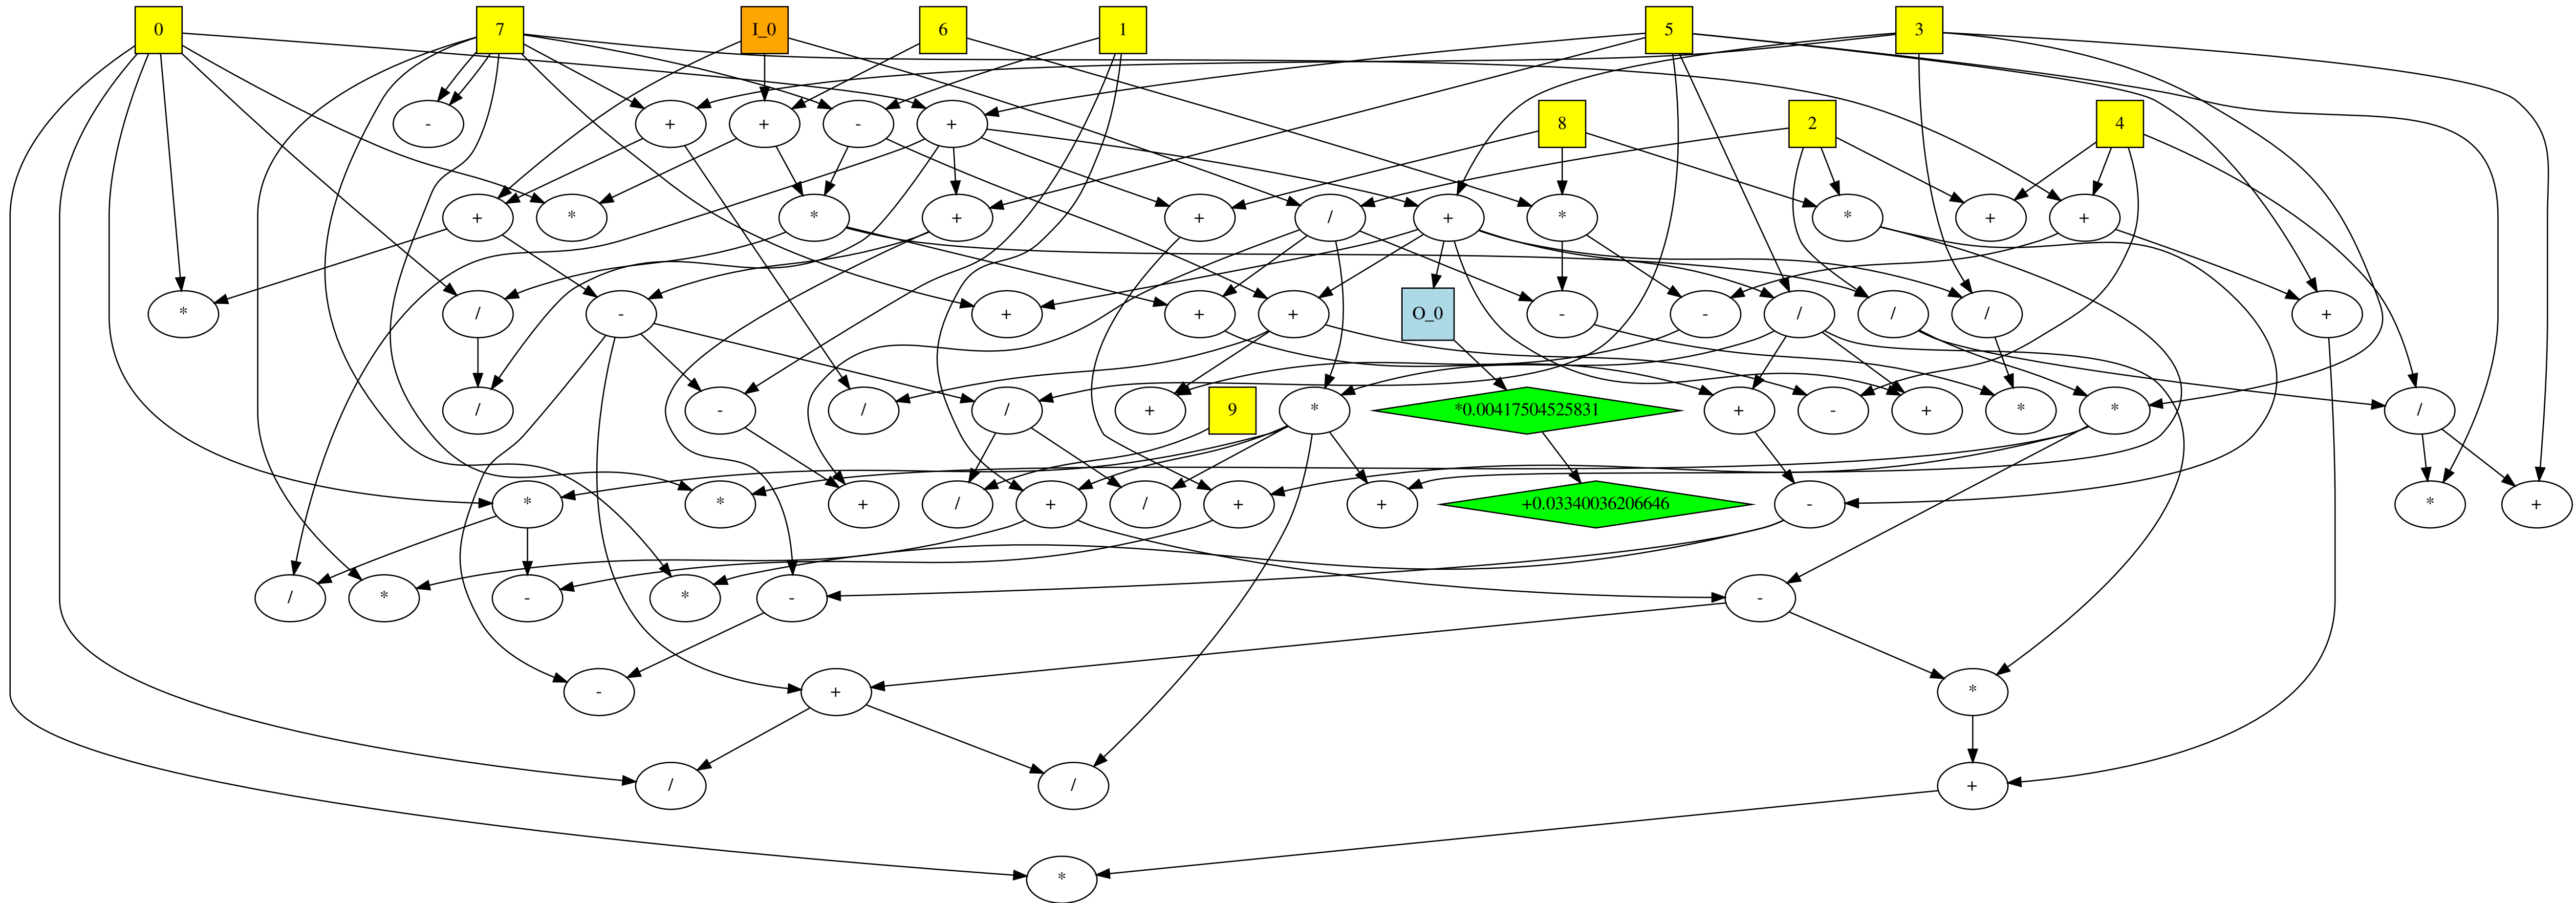 0 7 I_0 6 1 5 3
- + + - + 8 2 4
+ * * + + / + * * + +
* / - + + + O_0 - - / / / +
/ - / / + 9 * *0.00417504525831 + - + * * /
* * + / + / + + +0.03340036206646 - * +
/ * - * - -
- + *
/ / +
*